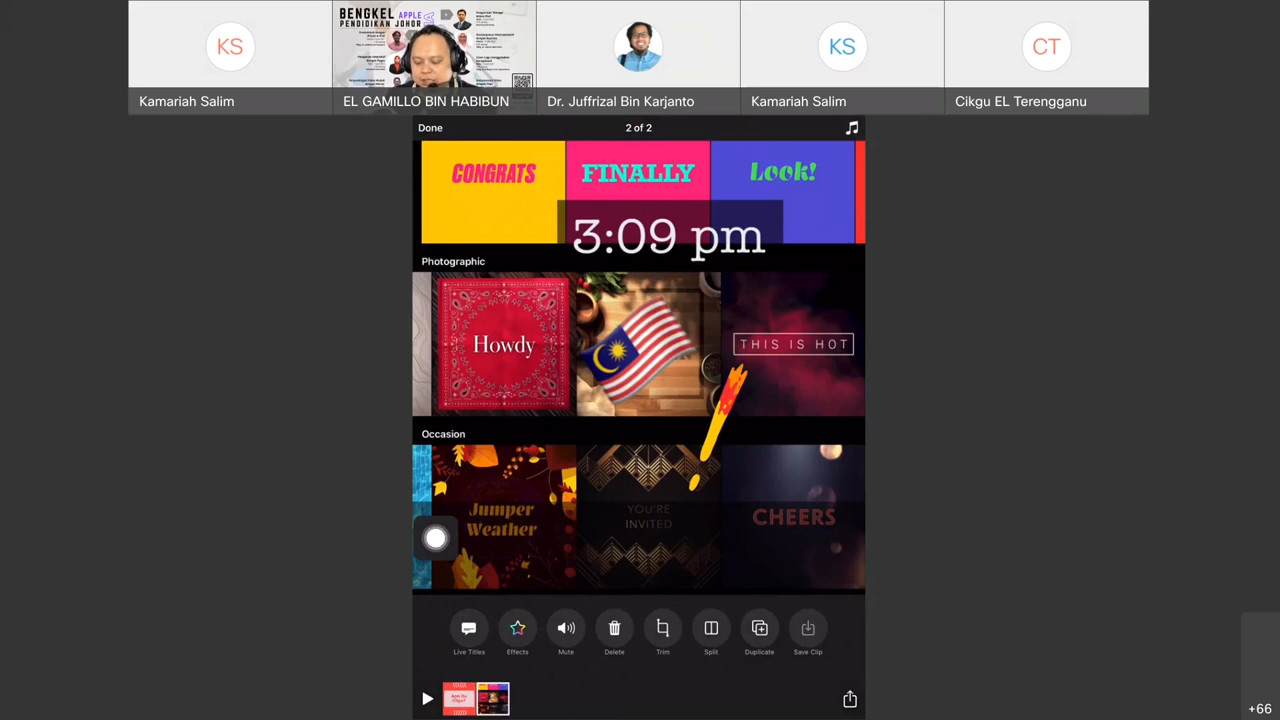 KS
BENGKEL APPLE
PENDIDIKAN JOHOR
KS
CT
Kamariah Salim
EL GAMILLO BIN HABIBUN
Dr. Juffrizal Bin Karjanto
Kamariah Salim
Cikgu EL Terengganu
Done
2 of 2
CONGRATS
FINALLY
Look!
3:09 pm
Photographic
Howdy
THIS IS HOT
Occasion
Jumper
Weather
YOU'RE
INVITED
CHEERS
Live Titles
Effects
Mute
Delete
Trim
Split
Duplicate
Save Clip
+66